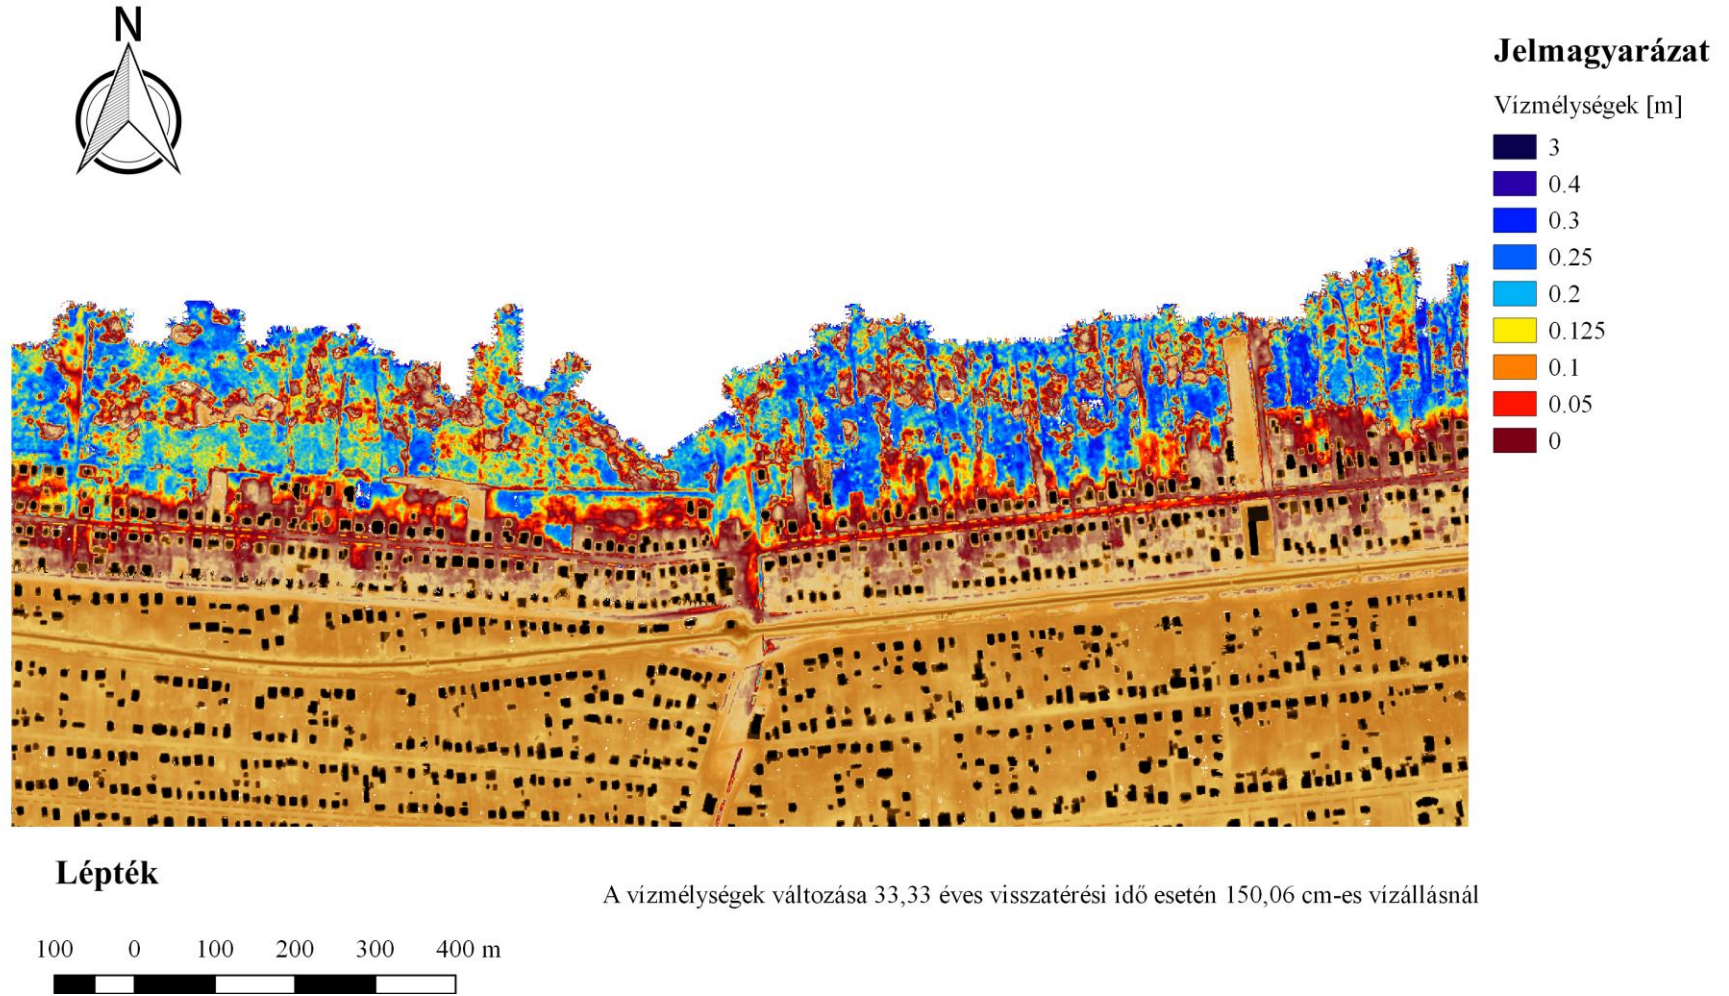 N
Jelmagyarázat
Vízmélységek [m]
3
0.4
0.3
0.25
0.2
0.125
0.1
0.05
0
Lépték
A vízmélységek változása 33,33 éves visszatérési idő esetén 150,06 cm-es vízállásnál
100 0 100 200 300 400 m